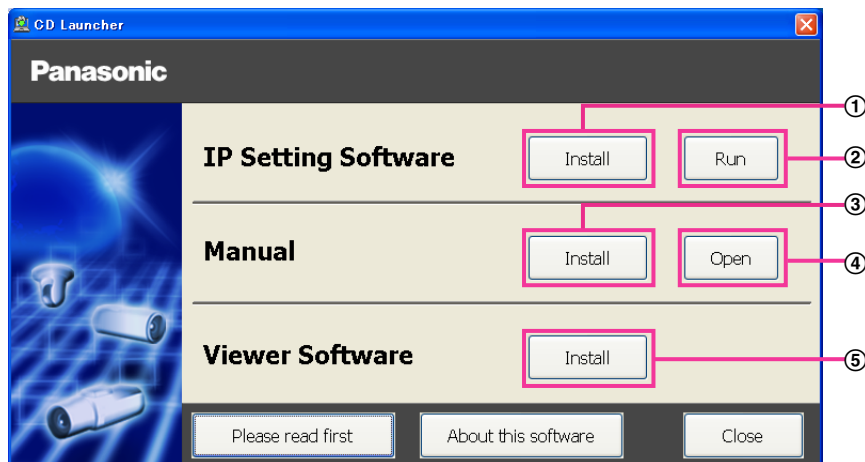 CD Launcher
Panasonic
①
IP Setting Software
Install
Run
②
③
Manual
Install
Open
④
Viewer Software
Install
⑤
Please read first
About this software
Close